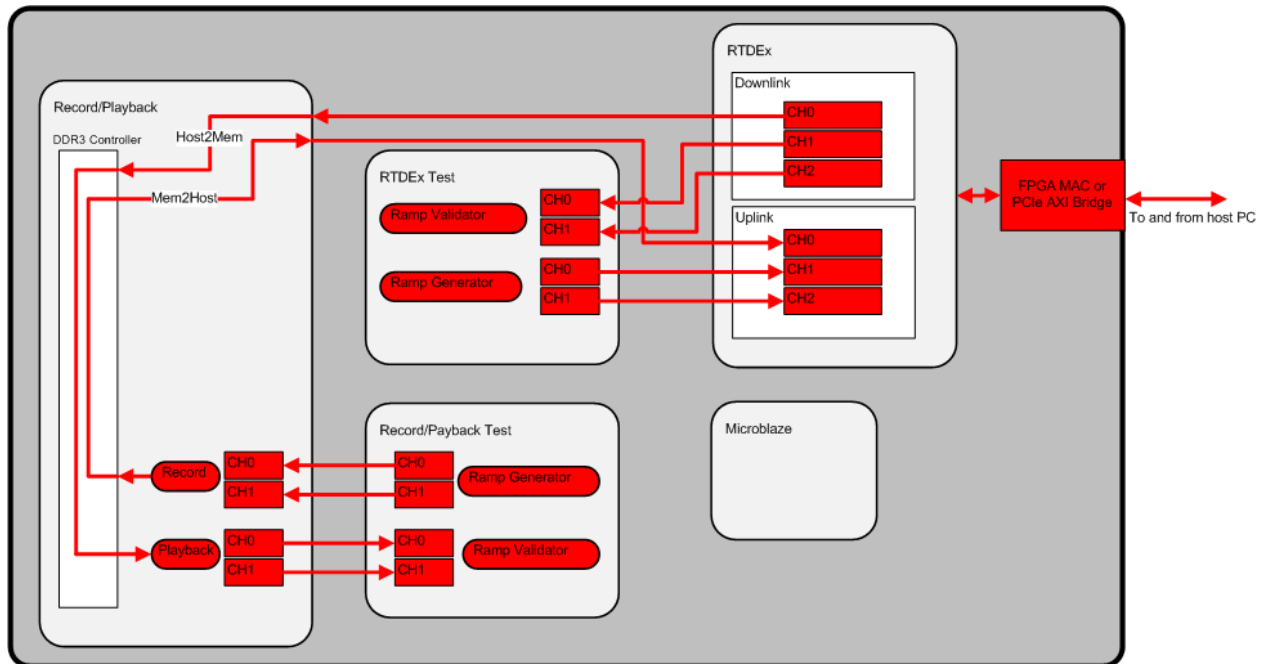 RTDEx
Downlink
CH0
CH1
CH2
Uplink
CH0
CH1
CH2
Record/Playback
DDR3 Controller
Host2Mem
Mem2Host
RTDEx Test
Ramp Validator
CH0
CH1
Ramp Generator
CH0
CH1
FPGA MAC or
PCIe AXI Bridge
To and from host PC
Record
CH0
CH1
Playback
CH0
CH1
Record/Payback Test
CH0
CH1
Ramp Generator
CH0
CH1
Ramp Validator
Microblaze